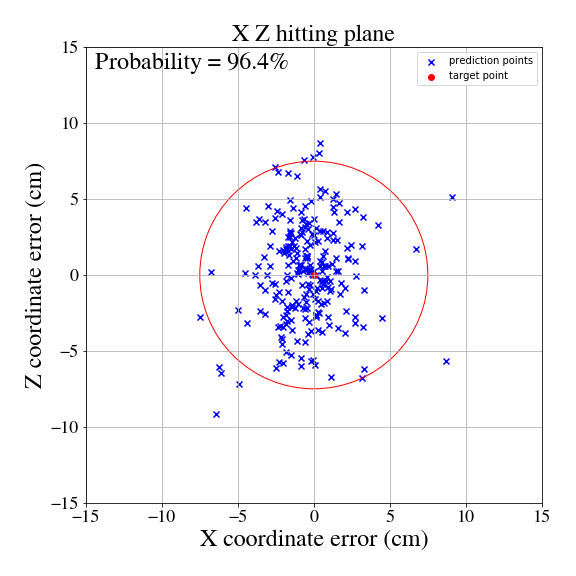 X Z hitting plane
Probability = 96.4%
prediction points
target point
15
10
5
0
−5
−10
−15
Z coordinate error (cm)
−15
−10
−5
0
5
10
15
X coordinate error (cm)